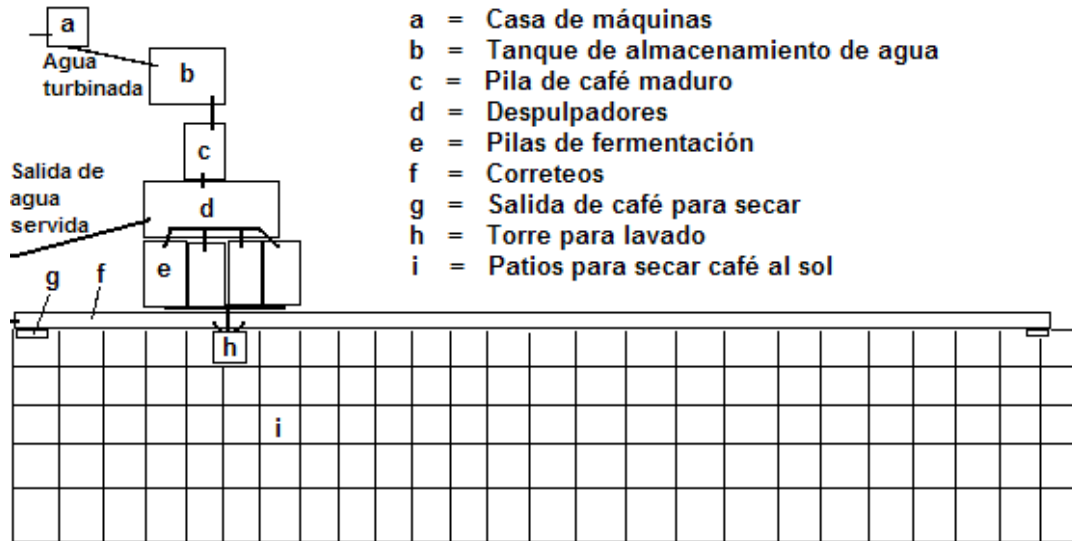 a
Agua
turbinada
b
c
Salida de
agua
servida
d
e
g
f
h
i
a = Casa de máquinas
b = Tanque de almacenamiento de agua
c = Pila de café maduro
d = Despulpadores
e = Pilas de fermentación
f = Correteos
g = Salida de café para secar
h = Torre para lavado
i = Patios para secar café al sol